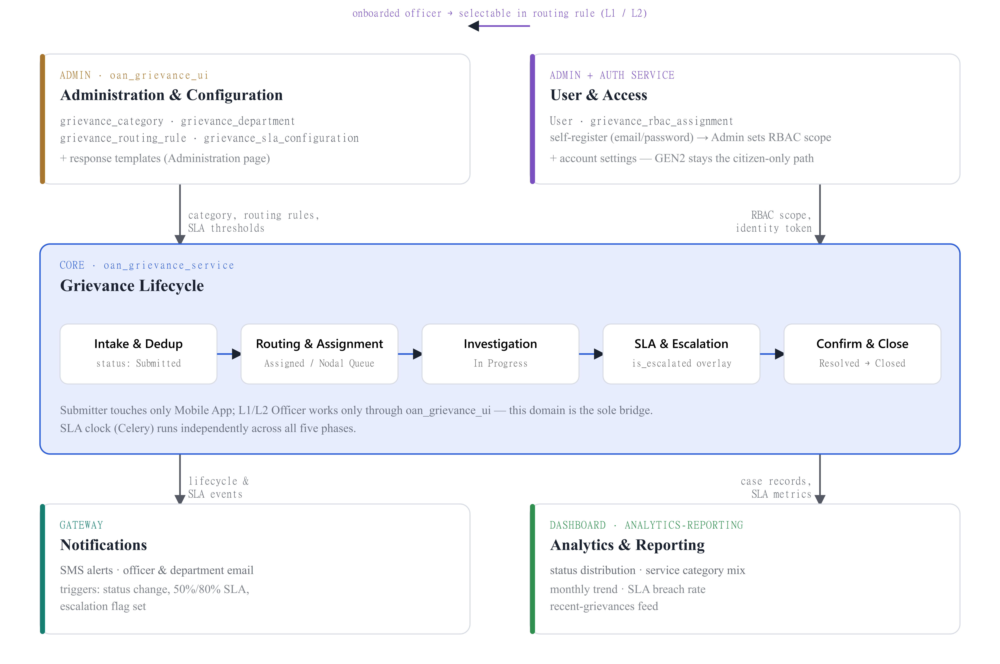 onboarded officer → selectable in routing rule (L1 / L2)
ADMIN · oan_grievance_ui
Administration & Configuration
grievance_category · grievance_department
grievance_routing_rule · grievance_sla_configuration
+ response templates (Administration page)
ADMIN + AUTH SERVICE
User & Access
User · grievance_rbac_assignment
self-register (email/password) → Admin sets RBAC scope
+ account settings — GEN2 stays the citizen-only path
category, routing rules,
SLA thresholds
RBAC scope,
identity token
CORE · oan_grievance_service
Grievance Lifecycle
Intake & Dedup
status: Submitted
Routing & Assignment
Assigned / Nodal Queue
Investigation
In Progress
SLA & Escalation
is_escalated overlay
Confirm & Close
Resolved → Closed
Submitter touches only Mobile App; L1/L2 Officer works only through oan_grievance_ui — this domain is the sole bridge.
SLA clock (Celery) runs independently across all five phases.
lifecycle &
SLA events
case records,
SLA metrics
GATEWAY
Notifications
SMS alerts · officer & department email
triggers: status change, 50%/80% SLA,
escalation flag set
DASHBOARD · ANALYTICS-REPORTING
Analytics & Reporting
status distribution · service category mix
monthly trend · SLA breach rate
recent-grievances feed